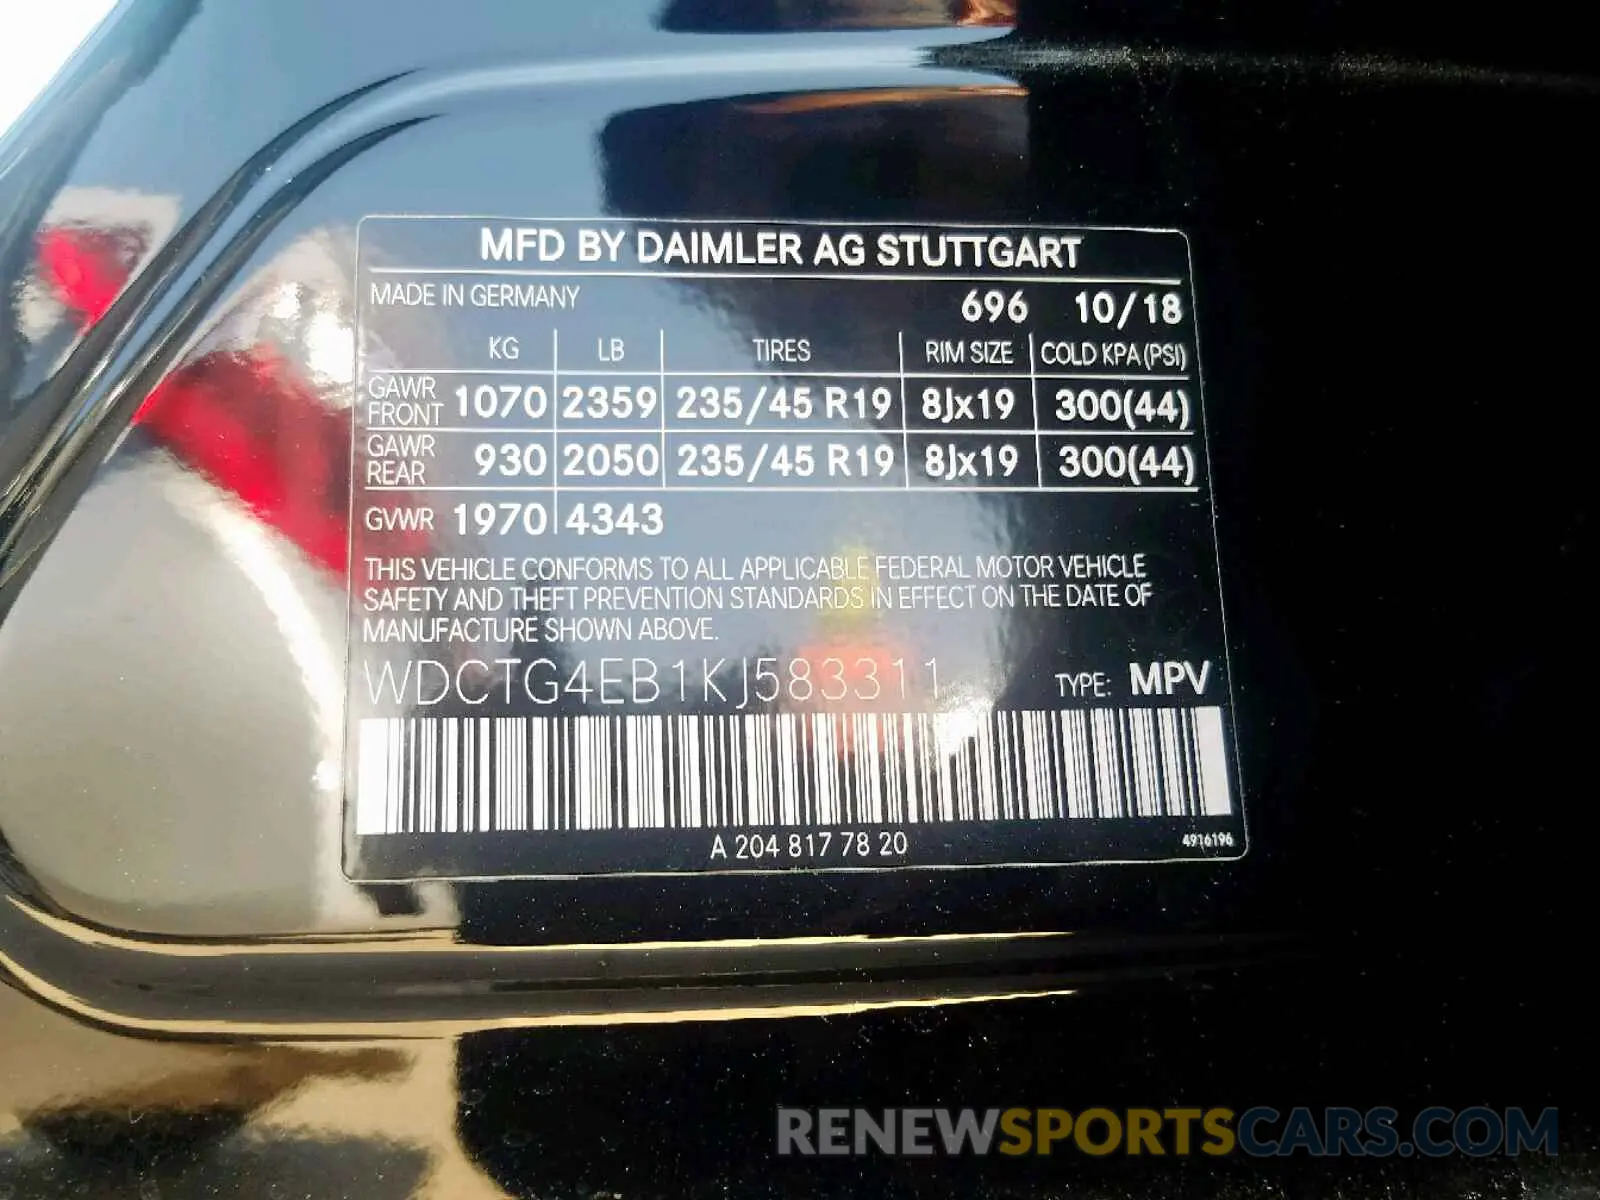 MFD BY DAIMLER AG STUTTGART
MADE IN GERMANY 696 10/18
KG LB TIRES RIM SIZE COLD KPA (PSI)
GAWR FRONT 1070 2359 235/45 R19 8Jx19 300(44)
GAWR REAR 930 2050 235/45 R19 8Jx19 300(44)
GVWR 1970 4343
THIS VEHICLE CONFORMS TO ALL APPLICABLE FEDERAL MOTOR VEHICLE
SAFETY AND THEFT PREVENTION STANDARDS IN EFFECT ON THE DATE OF
MANUFACTURE SHOWN ABOVE.
WDCTG4EB1KJ583311 TYPE: MPV
A 204 817 78 20 4916196
RENEWSPORTSCARS.COM